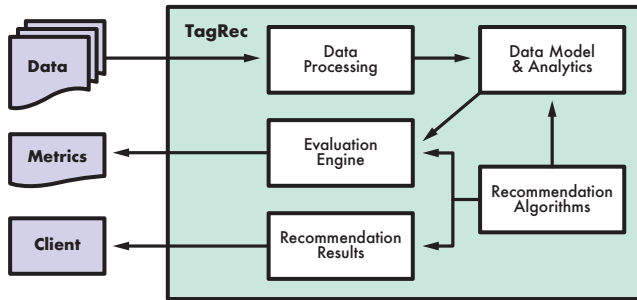 TagRec
Data
Data
Processing
Data Model
& Analytics
Metrics
Evaluation
Engine
Recommendation
Algorithms
Client
Recommendation
Results